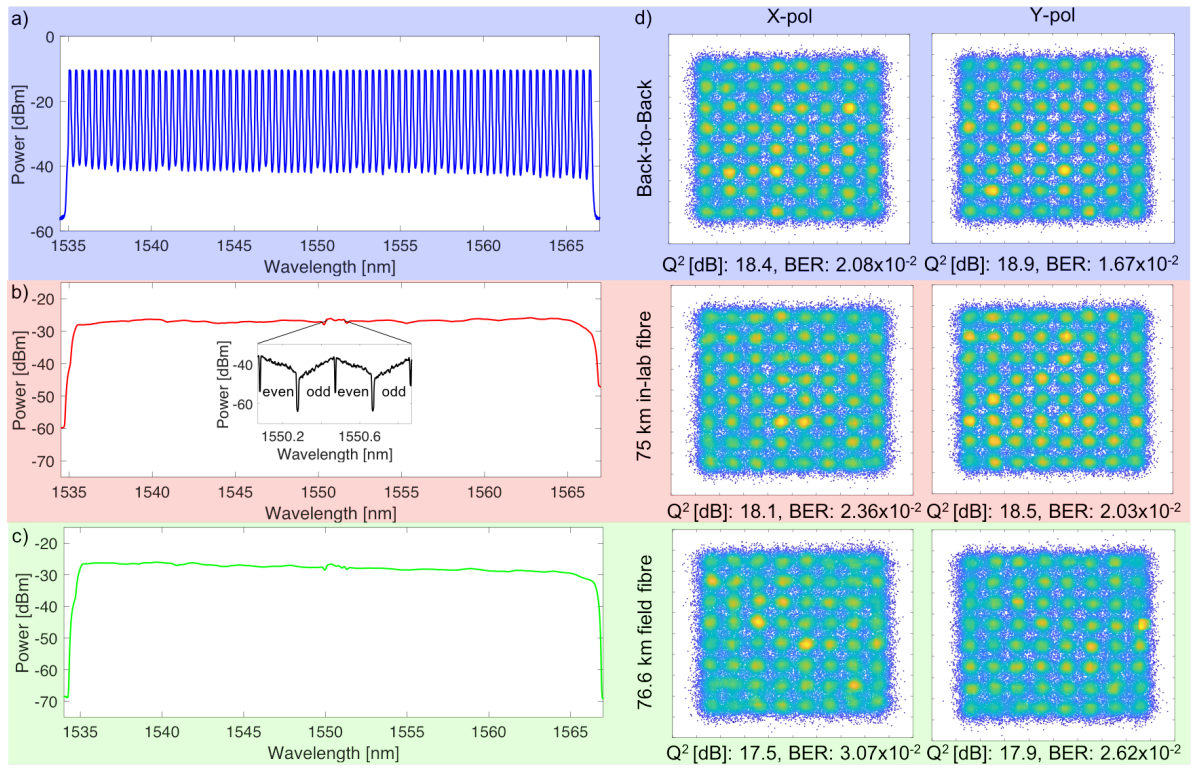 a)
0
-20
-40
-60
Power [dBm]
1535 1540 1545 1550 1555 1560 1565
Wavelength [nm]
b)
-20
-30
-40
-50
-60
-70
Power [dBm]
-40
-60
Power [dBm]
even odd even odd
1550.2 1550.6
Wavelength [nm]
1535 1540 1545 1550 1555 1560 1565
Wavelength [nm]
c)
-20
-30
-40
-50
-60
-70
Power [dBm]
1535 1540 1545 1550 1555 1560 1565
Wavelength [nm]
d)
X-pol Y-pol
Back-to-Back
Q² [dB]: 18.4, BER: 2.08x10⁻² Q² [dB]: 18.9, BER: 1.67x10⁻²
75 km in-lab fibre
Q² [dB]: 18.1, BER: 2.36x10⁻² Q² [dB]: 18.5, BER: 2.03x10⁻²
76.6 km field fibre
Q² [dB]: 17.5, BER: 3.07x10⁻² Q² [dB]: 17.9, BER: 2.62x10⁻²